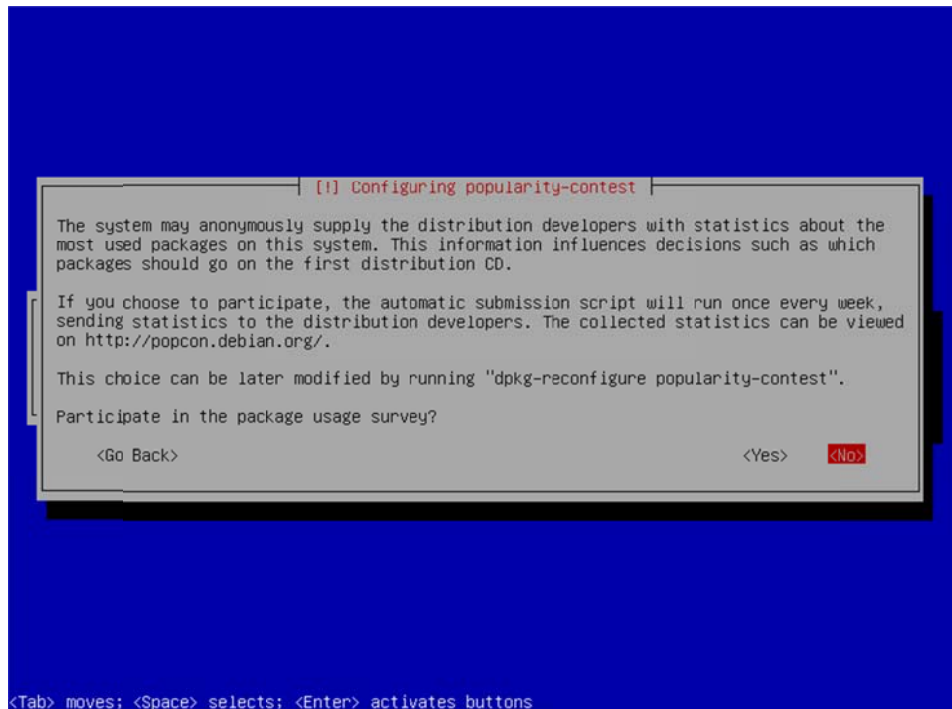 [!] Configuring popularity-contest
The system may anonymously supply the distribution developers with statistics about the
most used packages on this system. This information influences decisions such as which
packages should go on the first distribution CD.
If you choose to participate, the automatic submission script will run once every week,
sending statistics to the distribution developers. The collected statistics can be viewed
on http://popcon.debian.org/.
This choice can be later modified by running "dpkg-reconfigure popularity-contest".
Participate in the package usage survey?
<Go Back> <Yes> <No>
<Tab> moves; <Space> selects; <Enter> activates buttons